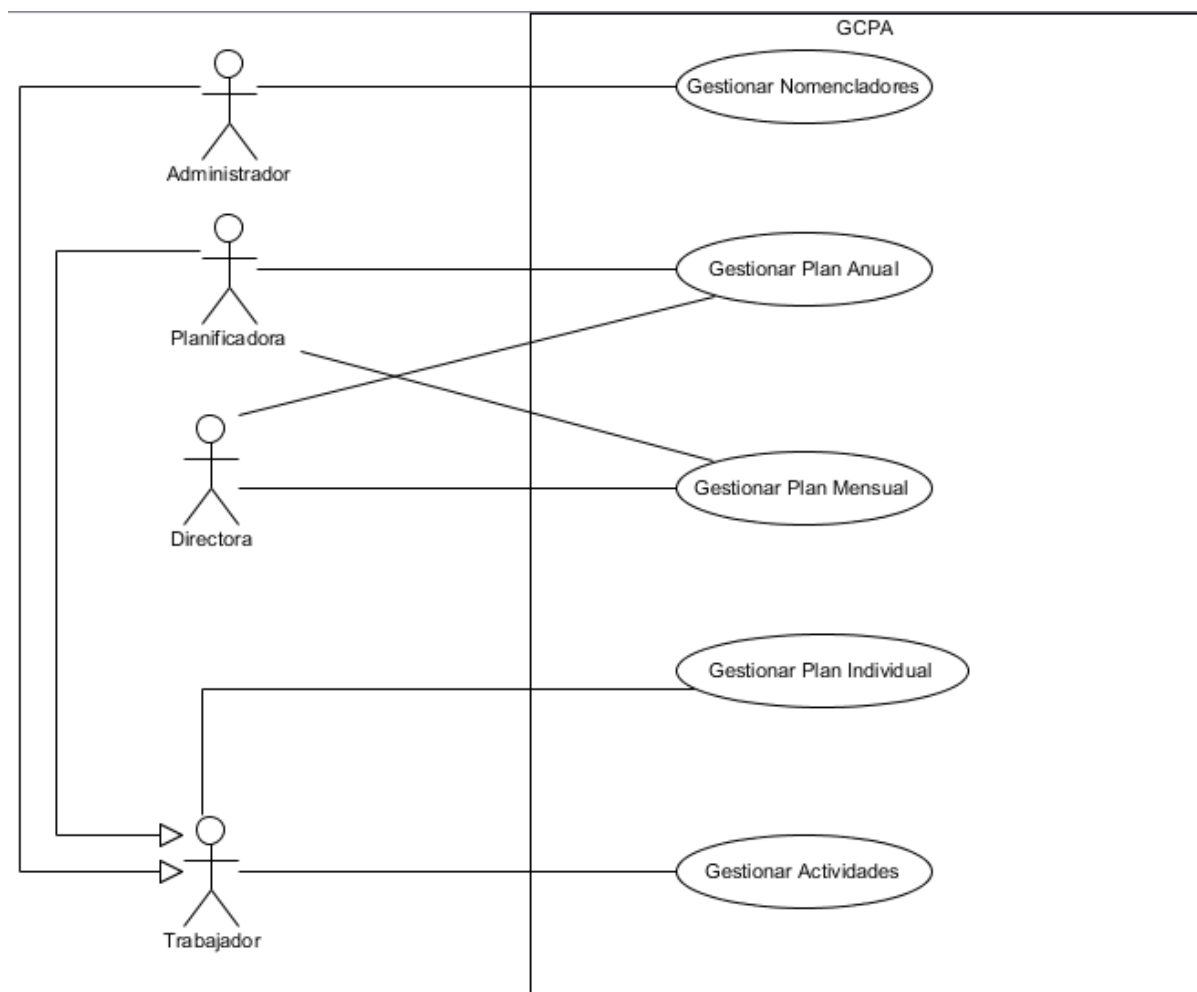 GCPA
Gestionar Nomencladores
Administrador
Gestionar Plan Anual
Planificadora
Gestionar Plan Mensual
Directora
Gestionar Plan Individual
Gestionar Actividades
Trabajador